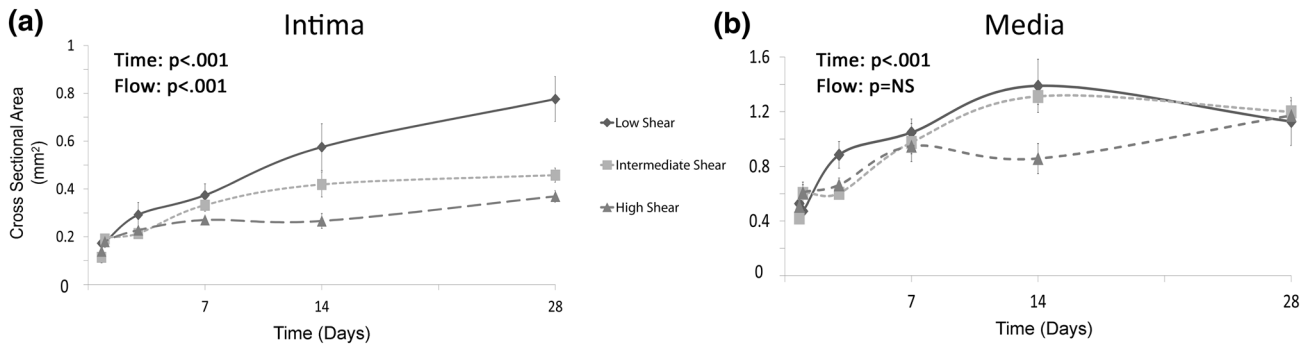 (a)
Intima
Time: p<.001
Flow: p<.001
Cross Sectional Area
(mm²)
1
0.8
0.6
0.4
0.2
0
7
14
28
Time (Days)
Low Shear
Intermediate Shear
High Shear
(b)
Media
Time: p<.001
Flow: p=NS
1.6
1.2
0.8
0.4
0
7
14
28
Time (Days)